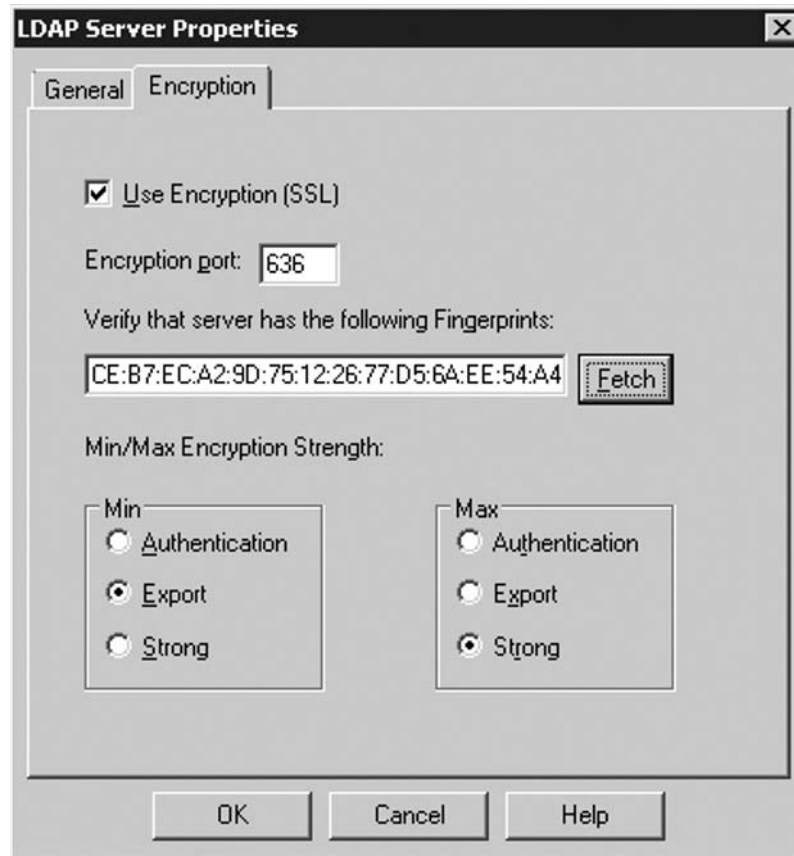 LDAP Server Properties
General Encryption
Use Encryption (SSL)
Encryption port: 636
Verify that server has the following Fingerprints:
CE:B7:EC:A2:9D:75:12:26:77:D5:6A:EE:54:A4 Fetch
Min/Max Encryption Strength:
Min Max
Authentication Authentication
Export Export
Strong Strong
OK Cancel Help